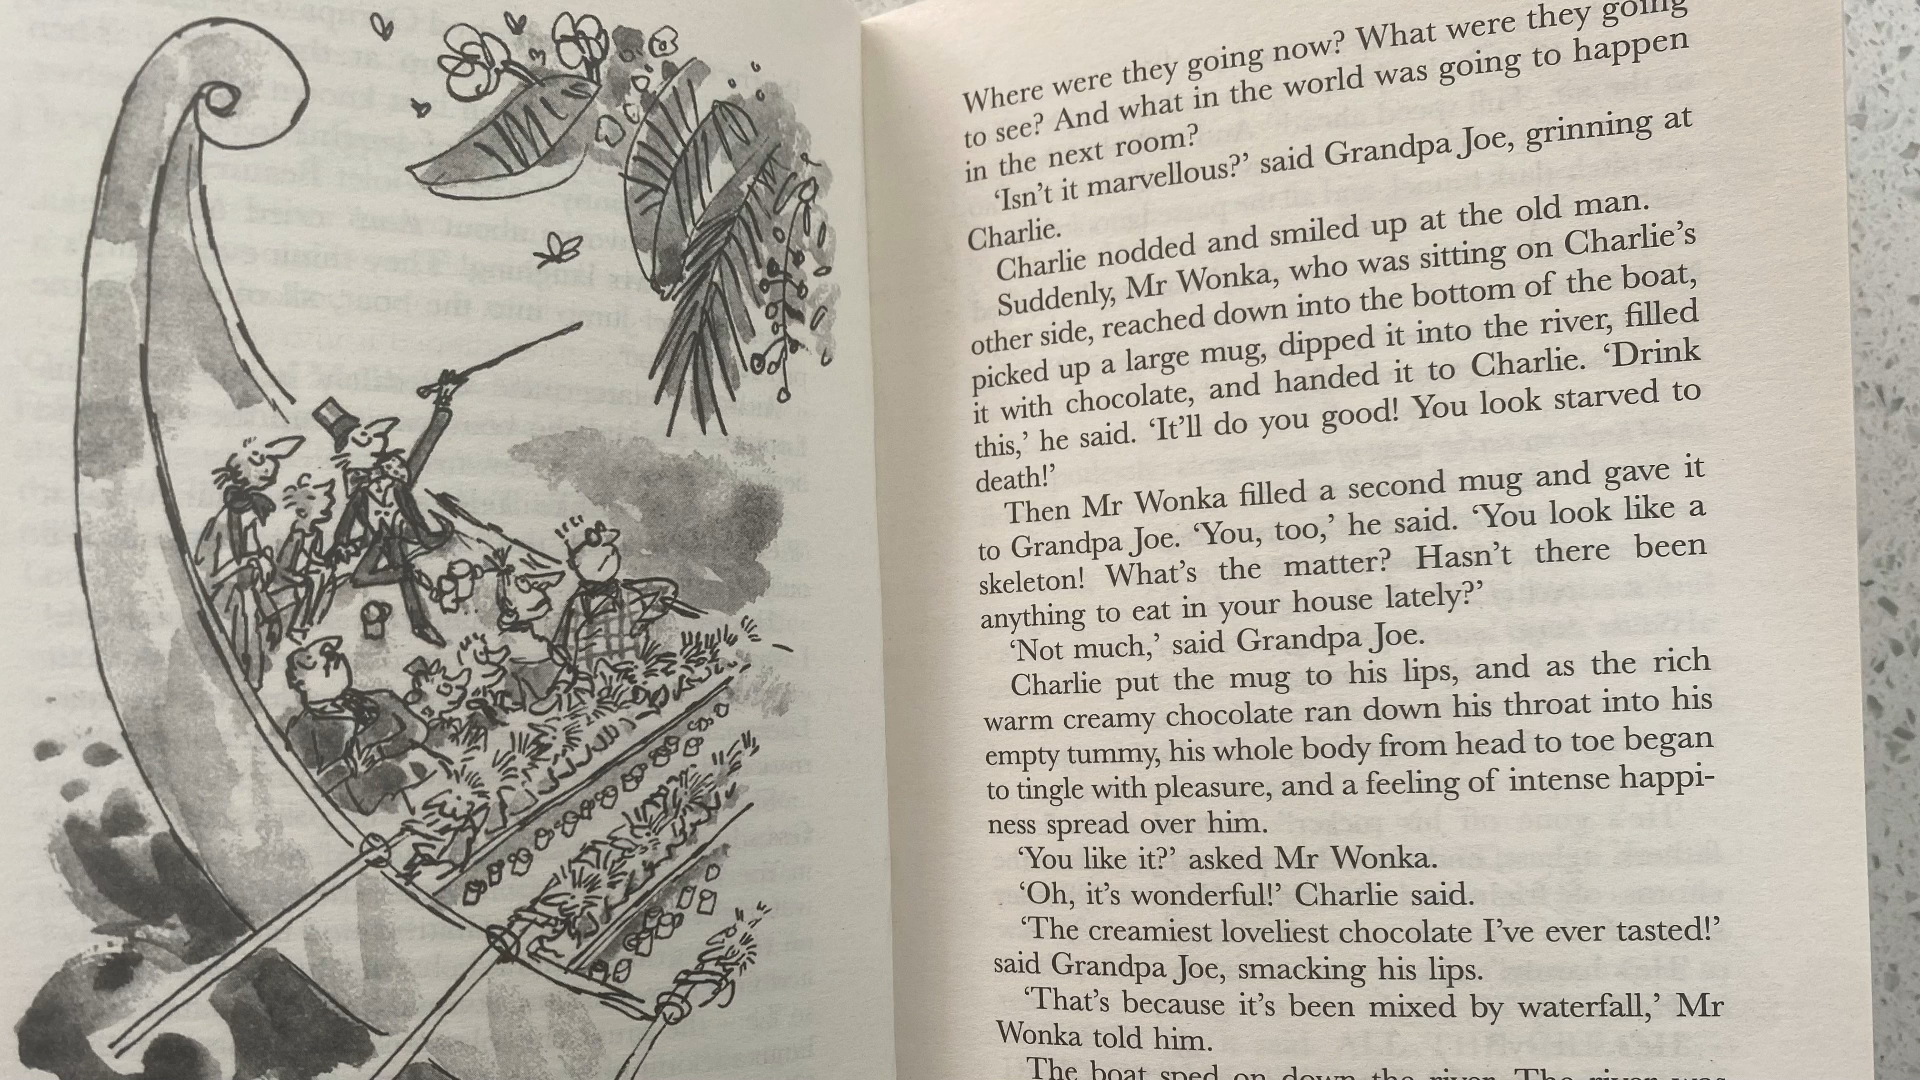 Where were they going now? What were they going
to see? And what in the world was going to happen
in the next room?
‘Isn’t it marvellous?’ said Grandpa Joe, grinning at
Charlie.
Charlie nodded and smiled up at the old man.
Suddenly, Mr Wonka, who was sitting on Charlie’s
other side, reached down into the bottom of the boat,
picked up a large mug, dipped it into the river, filled
it with chocolate, and handed it to Charlie. ‘Drink
this,’ he said. ‘It’ll do you good! You look starved to
death!’
Then Mr Wonka filled a second mug and gave it
to Grandpa Joe. ‘You, too,’ he said. ‘You look like a
skeleton! What’s the matter? Hasn’t there been
anything to eat in your house lately?’
‘Not much,’ said Grandpa Joe.
Charlie put the mug to his lips, and as the rich
warm creamy chocolate ran down his throat into his
empty tummy, his whole body from head to toe began
to tingle with pleasure, and a feeling of intense happi-
ness spread over him.
‘You like it?’ asked Mr Wonka.
‘Oh, it’s wonderful!’ Charlie said.
‘The creamiest loveliest chocolate I’ve ever tasted!’
said Grandpa Joe, smacking his lips.
‘That’s because it’s been mixed by waterfall,’ Mr
Wonka told him.
The boat sped on down the river. The river was